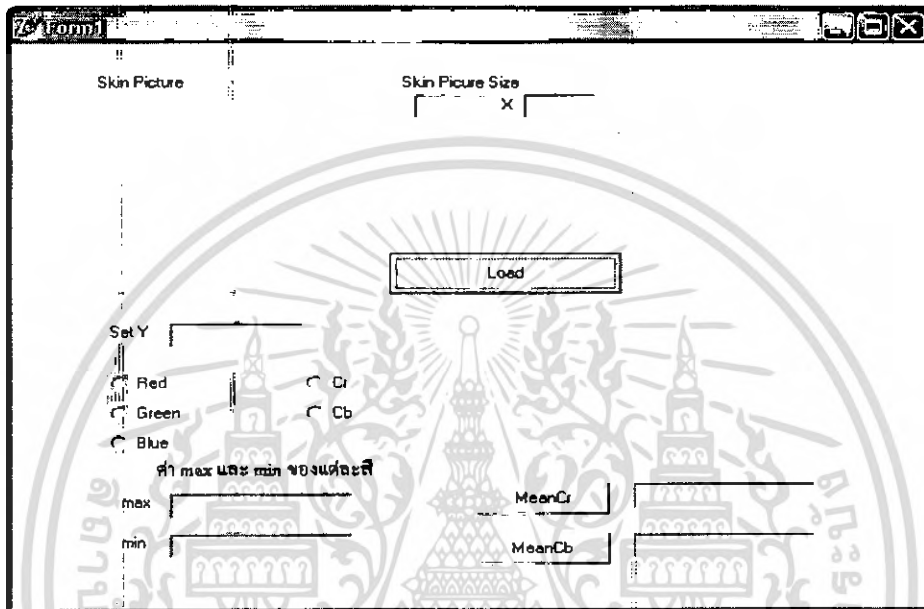 Form1
Skin Picture
Skin Picure Size
X
Load
Set Y
Red
Cr
Green
Cb
Blue
ค่า max และ min ของแต่ละสี
max
MeanCr
min
MeanCb